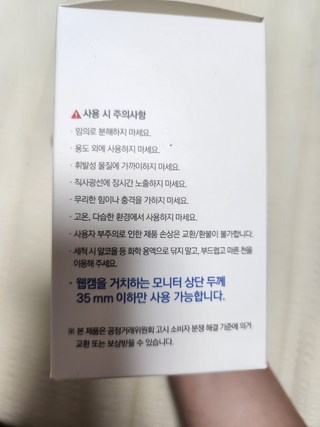 ⚠ 사용 시 주의사항
· 임의로 분해하지 마세요.
· 용도 외에 사용하지 마세요.
· 휘발성 물질에 가까이하지 마세요.
· 직사광선에 장시간 노출하지 마세요.
· 무리한 힘이나 충격을 가하지 마세요.
· 고온, 다습한 환경에서 사용하지 마세요.
· 사용자 부주의로 인한 제품 손상은 교환/환불이 불가합니다.
· 세척 시 알코올 등 화학 용액으로 닦지 말고, 부드럽고 마른 천을
이용해 주세요.
· 웹캠을 거치하는 모니터 상단 두께
35 mm 이하만 사용 가능합니다.
※ 본 제품은 공정거래위원회 고시 소비자 분쟁 해결 기준에 의거
교환 또는 보상받을 수 있습니다.